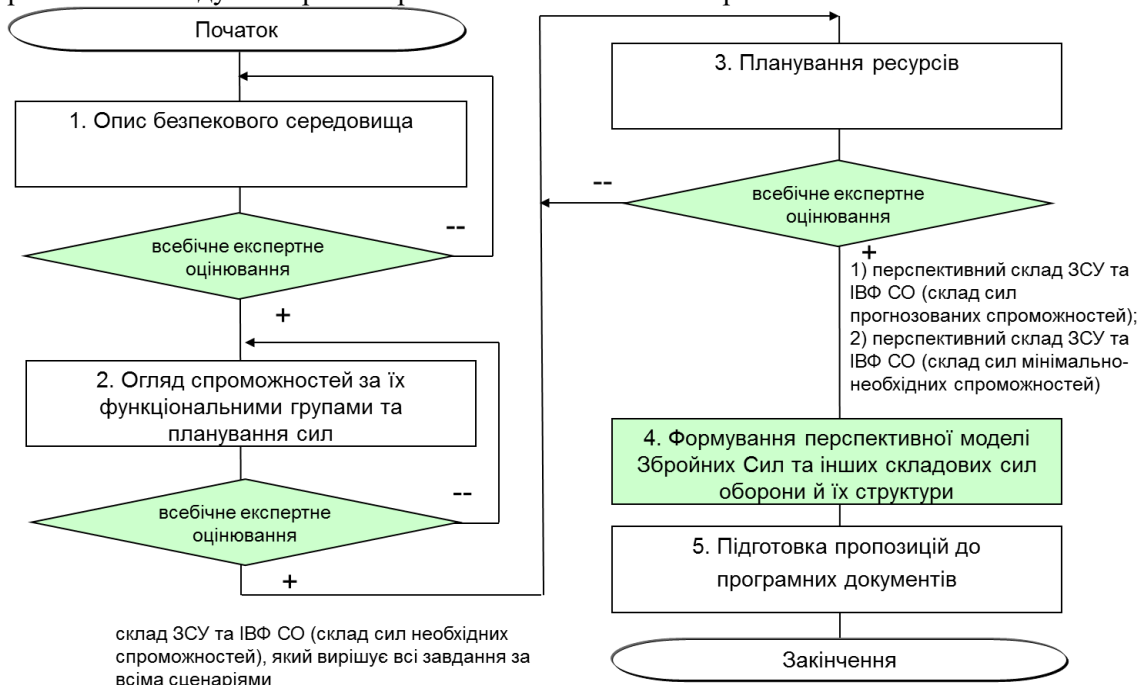 Початок
1. Опис безпекового середовища
--
всебічне експертне
оцінювання
+
2. Огляд спроможностей за їх
функціональними групами та
планування сил
--
всебічне експертне
оцінювання
+
склад ЗСУ та ІВФ СО (склад сил необхідних
спроможностей), який вирішує всі завдання за
всіма сценаріями
3. Планування ресурсів
--
всебічне експертне
оцінювання
+
1) перспективний склад ЗСУ та
ІВФ СО (склад сил
прогнозованих спроможностей);
2) перспективний склад ЗСУ та
ІВФ СО (склад сил мінімально-
необхідних спроможностей)
4. Формування перспективної моделі
Збройних Сил та інших складових сил
оборони й їх структури
5. Підготовка пропозицій до
програмних документів
Закінчення